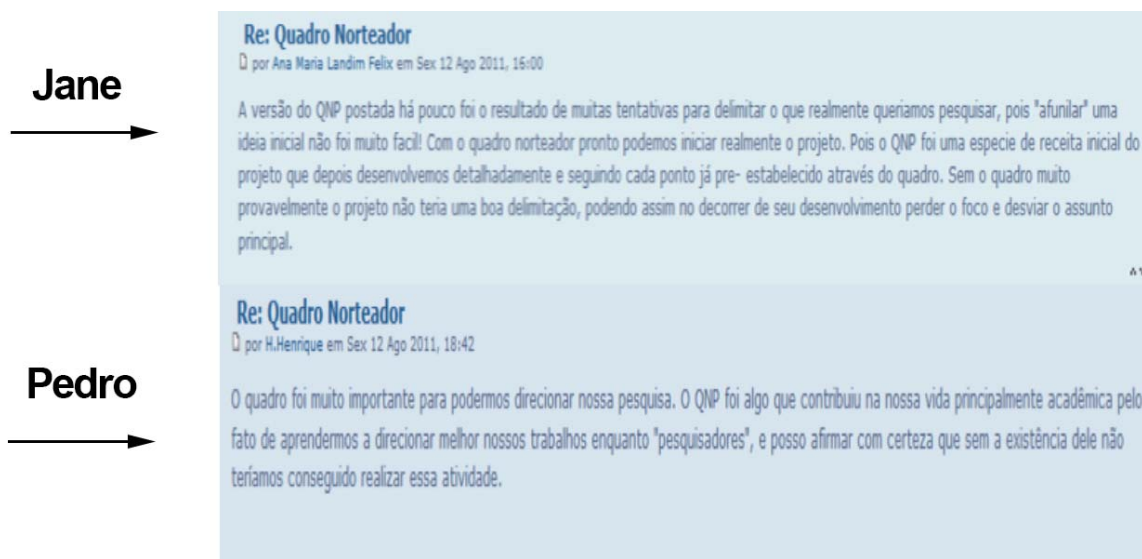 Jane
Re: Quadro Norteador
por Ana Maria Landim Felix em Sex 12 Ago 2011, 16:00
A versão do QNP postada há pouco foi o resultado de muitas tentativas para delimitar o que realmente queriamos pesquisar, pois "afunilar" uma
ideia inicial não foi muito facil! Com o quadro norteador pronto podemos iniciar realmente o projeto. Pois o QNP foi uma especie de receita inicial do
projeto que depois desenvolvemos detalhadamente e seguindo cada ponto já pre- estabelecido através do quadro. Sem o quadro muito
provavelmente o projeto não teria uma boa delimitação, podendo assim no decorrer de seu desenvolvimento perder o foco e desviar o assunto
principal.
Pedro
Re: Quadro Norteador
por H.Henrique em Sex 12 Ago 2011, 18:42
O quadro foi muito importante para podermos direcionar nossa pesquisa. O QNP foi algo que contribuiu na nossa vida principalmente acadêmica pelo
fato de aprendermos a direcionar melhor nossos trabalhos enquanto "pesquisadores", e posso afirmar com certeza que sem a existência dele não
teríamos conseguido realizar essa atividade.